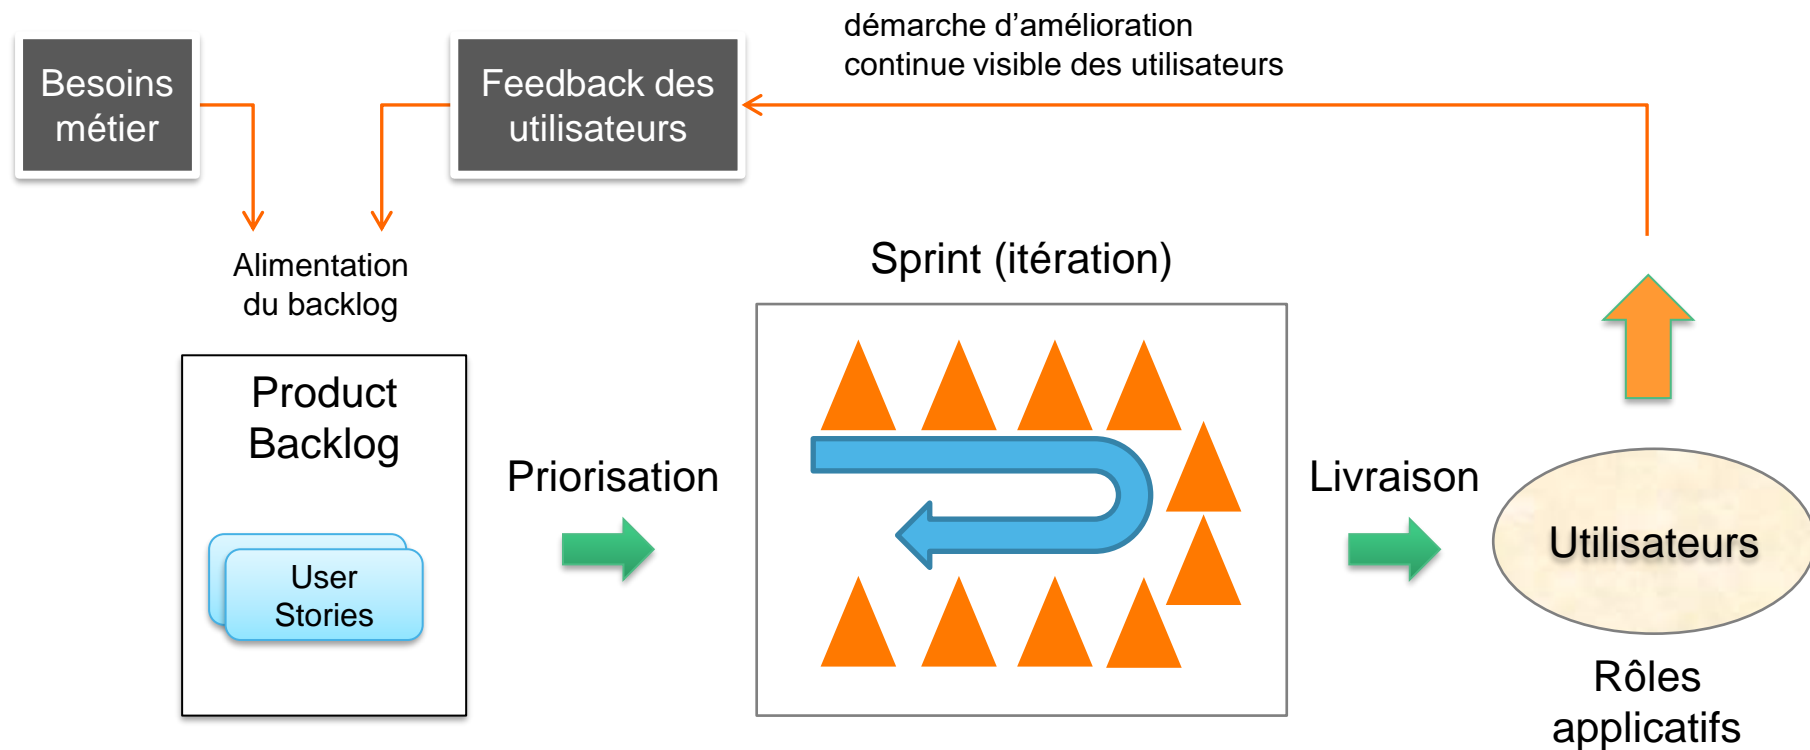 démarche d’amélioration
continue visible des utilisateurs
Besoins
métier
Feedback des
utilisateurs
Alimentation
du backlog
Sprint (itération)
Product
Backlog
User
Stories
Priorisation
Livraison
Utilisateurs
Rôles
applicatifs